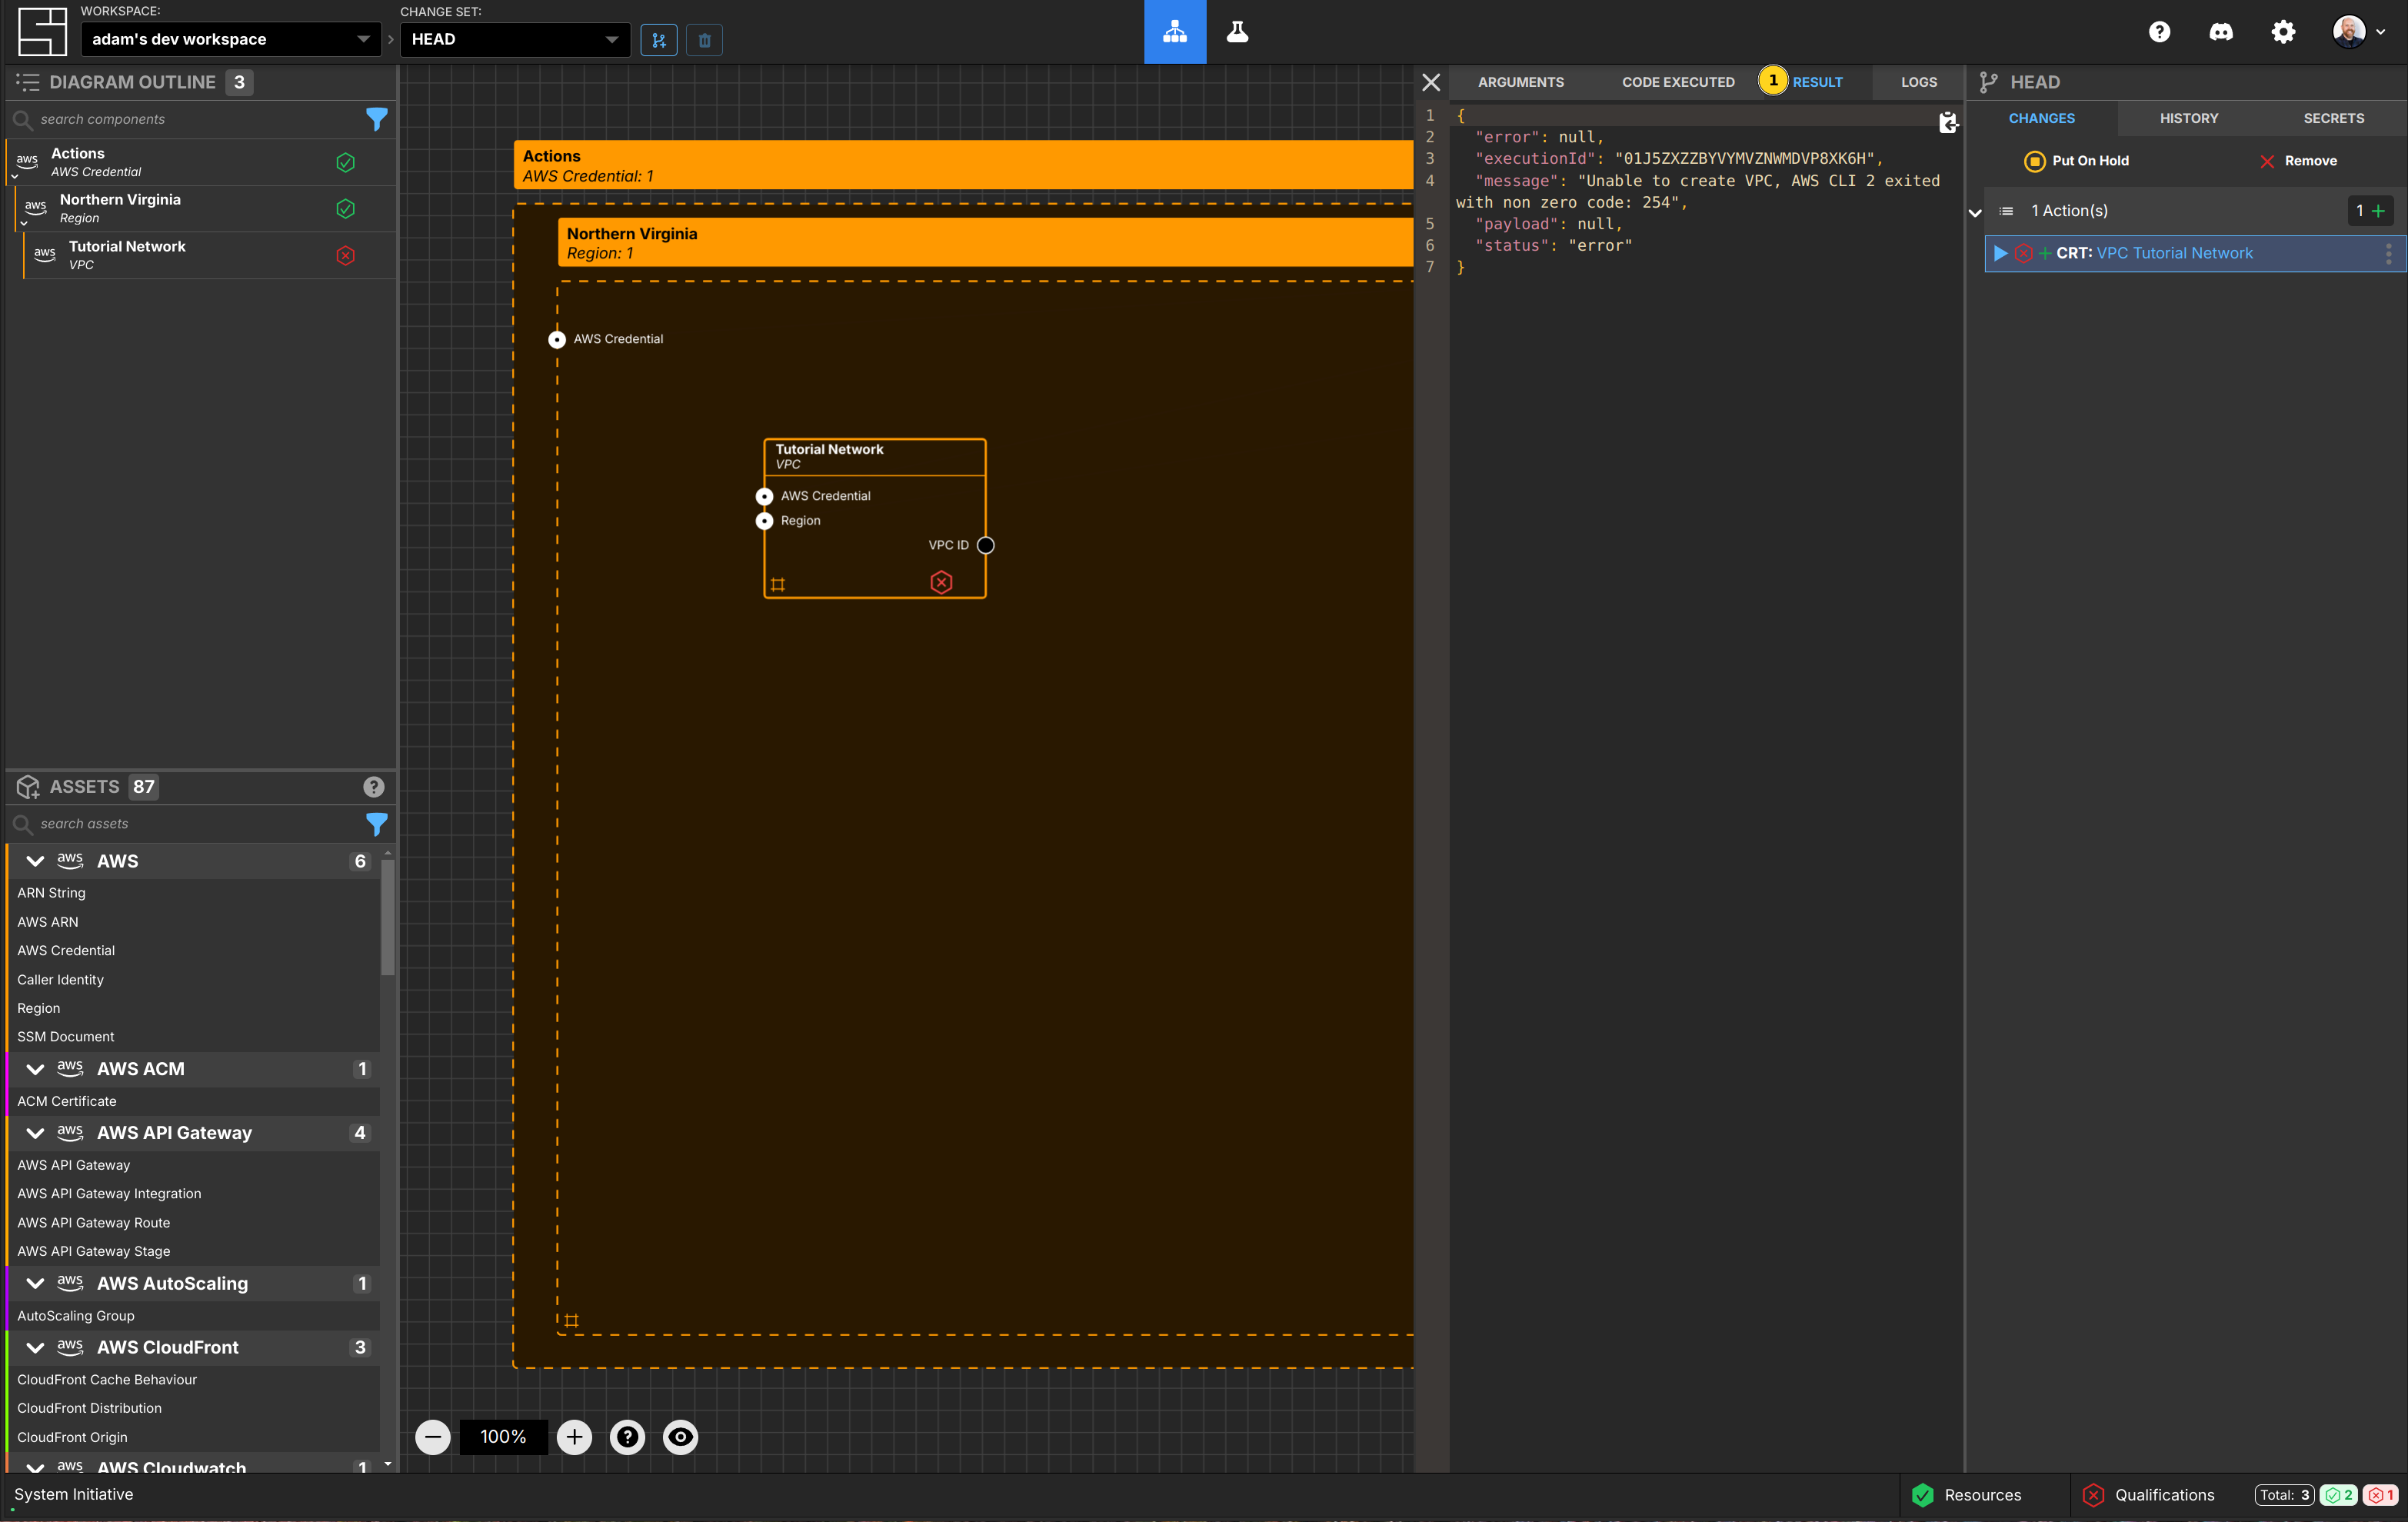 WORKSPACE:
adam's dev workspace
CHANGE SET:
HEAD
DIAGRAM OUTLINE 3
search components
aws
Actions
AWS Credential
aws
Northern Virginia
Region
aws
Tutorial Network
VPC
ASSETS 87
search assets
aws AWS 6
ARN String
AWS ARN
AWS Credential
Caller Identity
Region
SSM Document
aws AWS ACM 1
ACM Certificate
aws AWS API Gateway 4
AWS API Gateway
AWS API Gateway Integration
AWS API Gateway Route
AWS API Gateway Stage
aws AWS AutoScaling 1
AutoScaling Group
aws AWS CloudFront 3
CloudFront Cache Behaviour
CloudFront Distribution
CloudFront Origin
aws AWS Cloudwatch 1
Actions
AWS Credential: 1
Northern Virginia
Region: 1
AWS Credential
Tutorial Network
VPC
AWS Credential
Region
VPC ID
100%
ARGUMENTS CODE EXECUTED 1 RESULT LOGS
1 {
2 "error": null,
3 "executionId": "01J5ZXZZBYVYMVZNWMDVP8XK6H",
4 "message": "Unable to create VPC, AWS CLI 2 exited
with non zero code: 254",
5 "payload": null,
6 "status": "error"
7 }
HEAD
CHANGES HISTORY SECRETS
Put On Hold Remove
1 Action(s) 1 +
+ CRT: VPC Tutorial Network
System Initiative
Resources Qualifications Total: 3 2 1